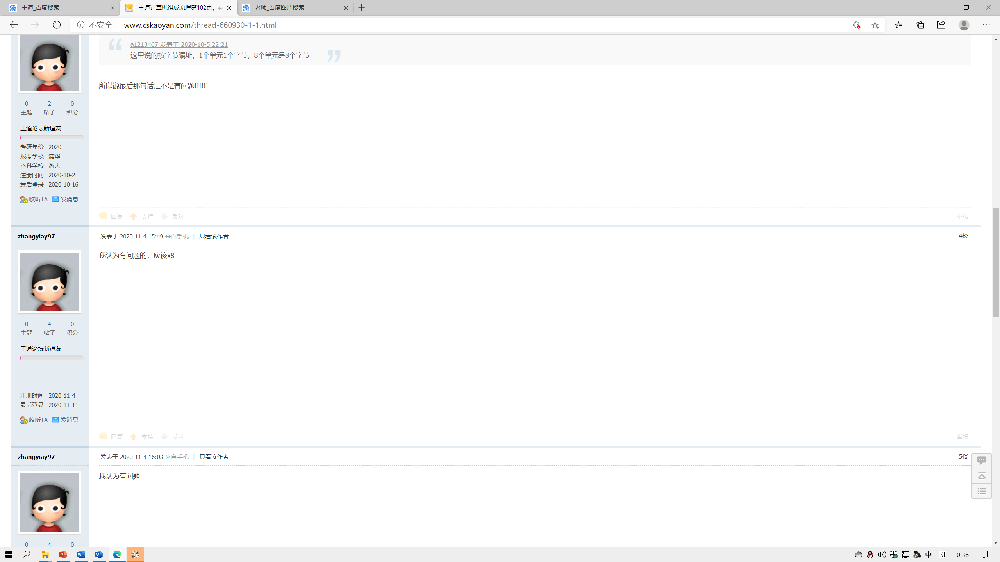 王道_百度搜索
王道计算机组成原理第102页，存
老师_百度图片搜索
不安全 | www.cskaoyan.com/thread-660930-1-1.html
a1213467 发表于 2020-10-5 22:21
这里说的按字节编址，1个单元1个字节，8个单元是8个字节
所以说最后那句话是不是有问题!!!!!!
0 2 0
主题 帖子 积分
王道论坛新道友
考研年份 2020
报考学校 清华
本科学校 浙大
注册时间 2020-10-2
最后登录 2020-10-16
收听TA 发消息
回复 支持 反对 举报
zhangyiay97
发表于 2020-11-4 15:49 来自手机 | 只看该作者
4楼
我认为有问题的，应该x8
0 4 0
主题 帖子 积分
王道论坛新道友
注册时间 2020-11-4
最后登录 2020-11-11
收听TA 发消息
回复 支持 反对 举报
zhangyiay97
发表于 2020-11-4 16:03 来自手机 | 只看该作者
5楼
我认为有问题
0 4 0
中 拼 0:36